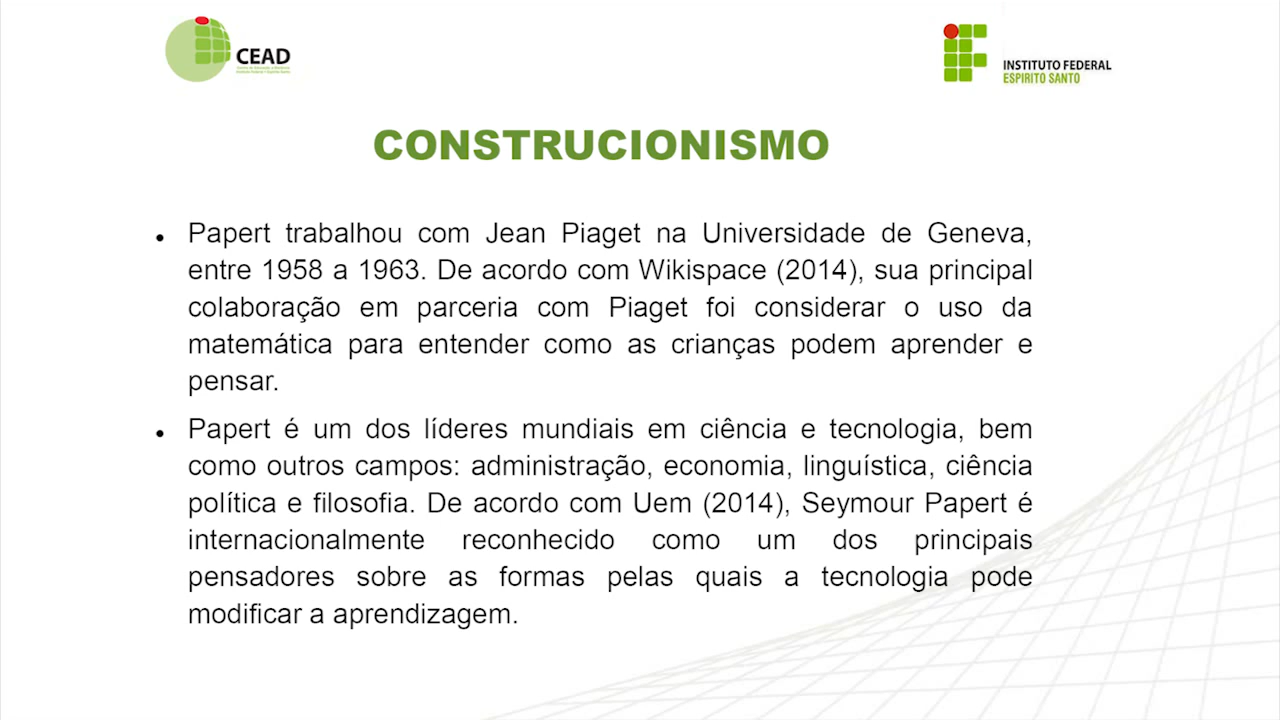 CEAD
INSTITUTO FEDERAL
ESPIRITO SANTO
CONSTRUCIONISMO
• Papert trabalhou com Jean Piaget na Universidade de Geneva,
entre 1958 a 1963. De acordo com Wikispace (2014), sua principal
colaboração em parceria com Piaget foi considerar o uso da
matemática para entender como as crianças podem aprender e
pensar.
• Papert é um dos líderes mundiais em ciência e tecnologia, bem
como outros campos: administração, economia, linguística, ciência
política e filosofia. De acordo com Uem (2014), Seymour Papert é
internacionalmente reconhecido como um dos principais
pensadores sobre as formas pelas quais a tecnologia pode
modificar a aprendizagem.